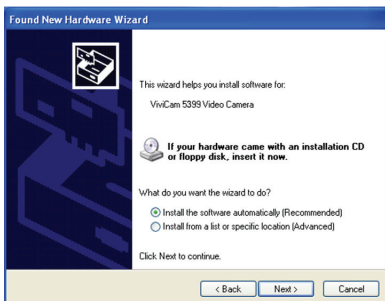 Found New Hardware Wizard
This wizard helps you install software for:
ViviCam 5399 Video Camera
If your hardware came with an installation CD
or floppy disk, insert it now.
What do you want the wizard to do?
Install the software automatically (Recommended)
Install from a list or specific location (Advanced)
Click Next to continue.
< Back
Next >
Cancel